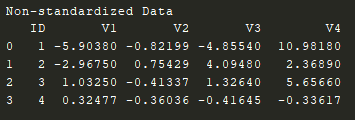 Non-standardized Data
ID V1 V2 V3 V4
0 1 -5.90380 -0.82199 -4.85540 10.98180
1 2 -2.96750 0.75429 4.09480 2.36890
2 3 1.03250 -0.41337 1.32640 5.65660
3 4 0.32477 -0.36036 -0.41645 -0.33617